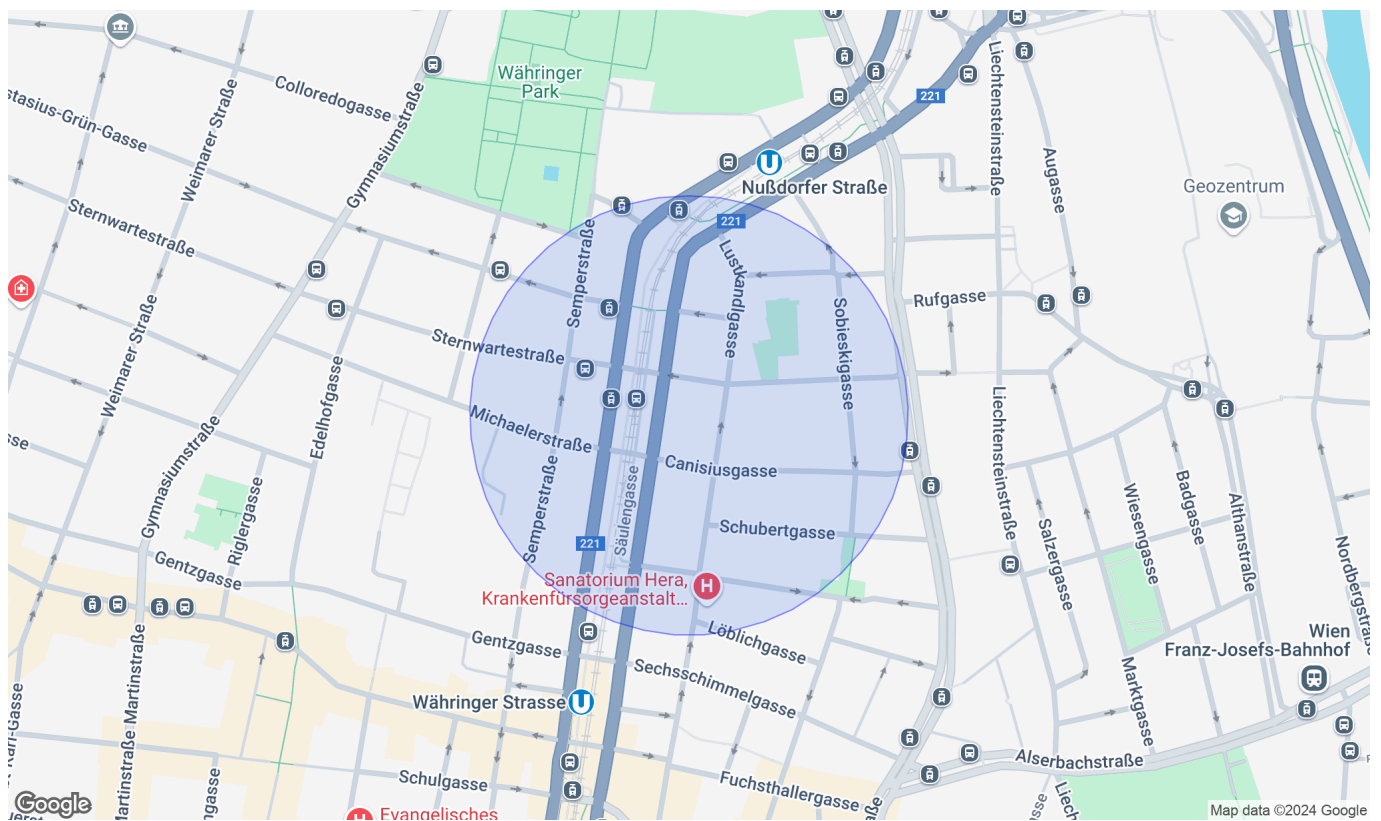 Colloredogasse
Währinger
Park
221
stasius-Grün-Gasse
Weimarer Straße
Gymnasiumstraße
Liechtensteinstraße
Augasse
U
Nußdorfer Straße
Geozentrum
Sternwartestraße
221
Semperstraße
Lustkandlgasse
Sobieskigasse
Rufgasse
Weimarer Straße
Sternwartestraße
Edelhofgasse
Michaelerstraße
Liechtensteinstraße
sse
Gymnasiumstraße
Canisiusgasse
Semperstraße
Säulengasse
Riglergasse
Schubertgasse
Wiesengasse
Badgasse
Althanstraße
Salzergasse
Nordbergstraße
221
Gentzgasse
Sanatorium Hera,
Krankenfürsorgeanstalt...
H
Löblichgasse
Gentzgasse
Sechsschimmelgasse
Wien
Franz-Josefs-Bahnhof
Martinstraße
Martinstraße
Marktgasse
Währinger Strasse
U
Alserbachstraße
Schulgasse
Fuchsthallergasse
Liech
Google
Evangelisches
H
Map data ©2024 Google